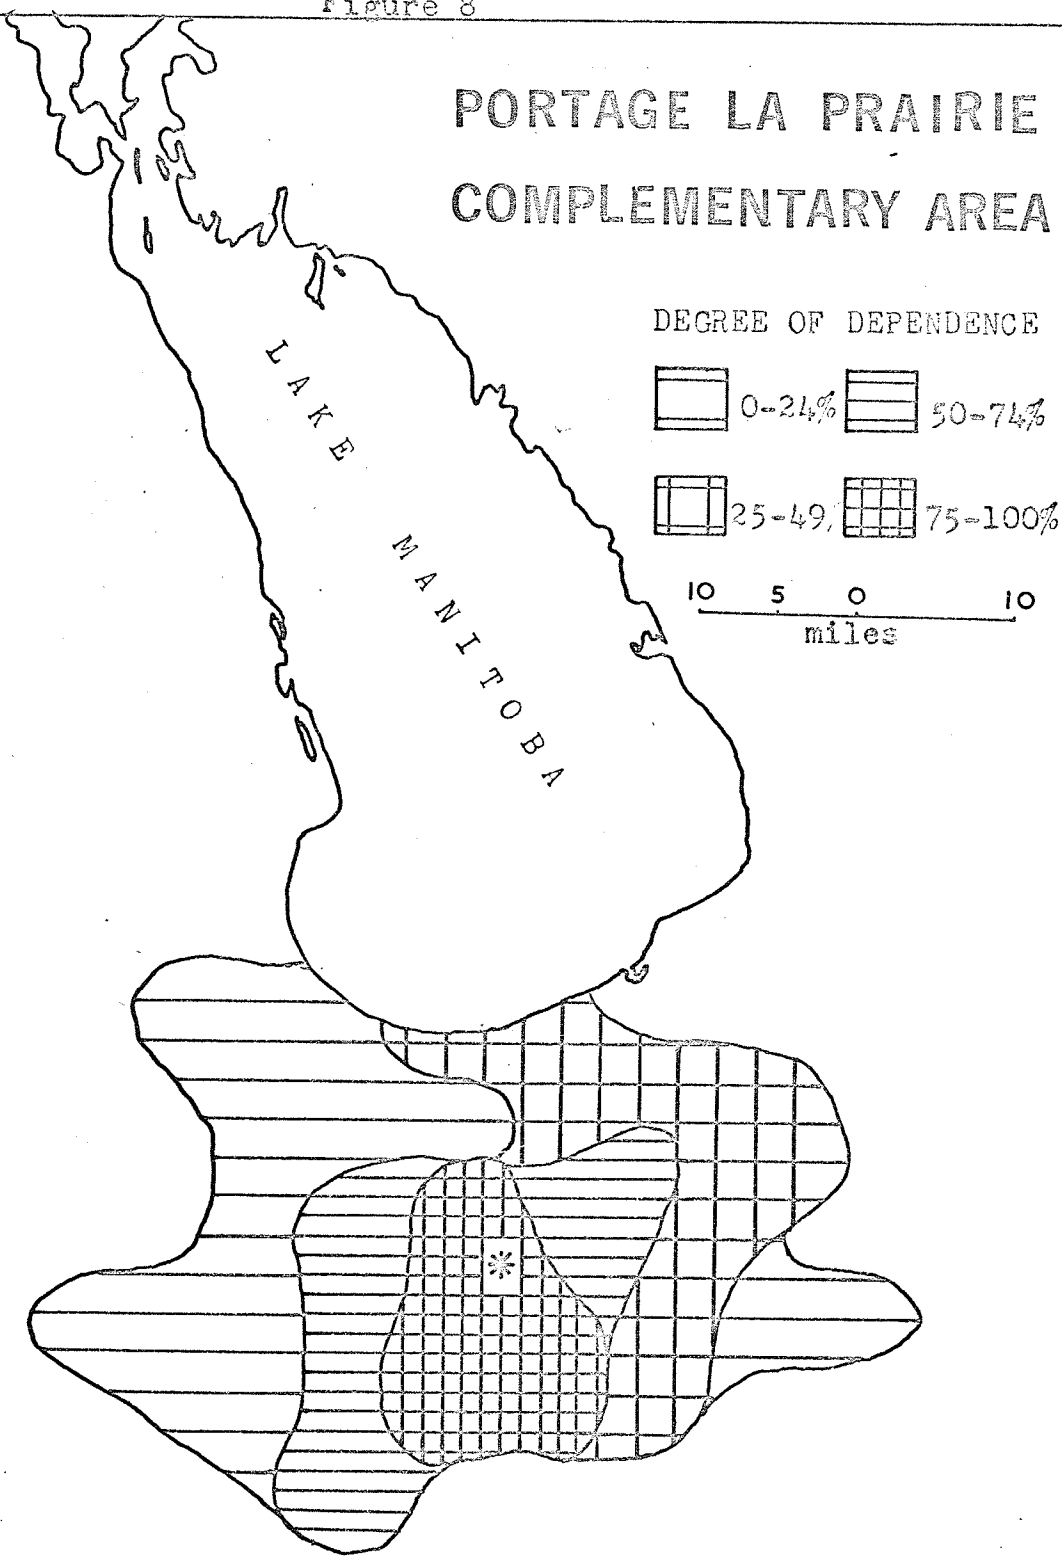 Figure 8
PORTAGE LA PRAIRIE
COMPLEMENTARY AREA
DEGREE OF DEPENDENCE
0-24% 50-74%
25-49, 75-100%
10 5 0 10
miles
LAKE MANITOBA